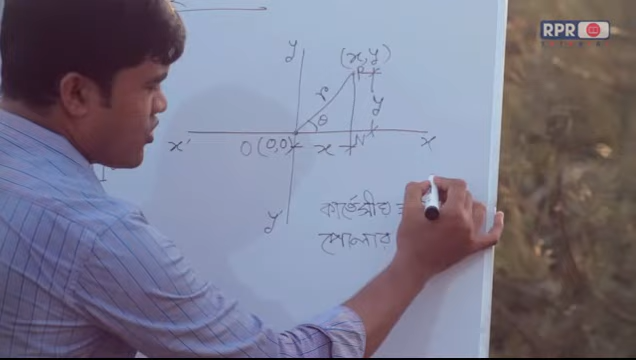 RPR
y
(x, y)
P
r
y
θ
x'
O (0,0)
x
N
x
y'
কার্তেসীয়
পোলার